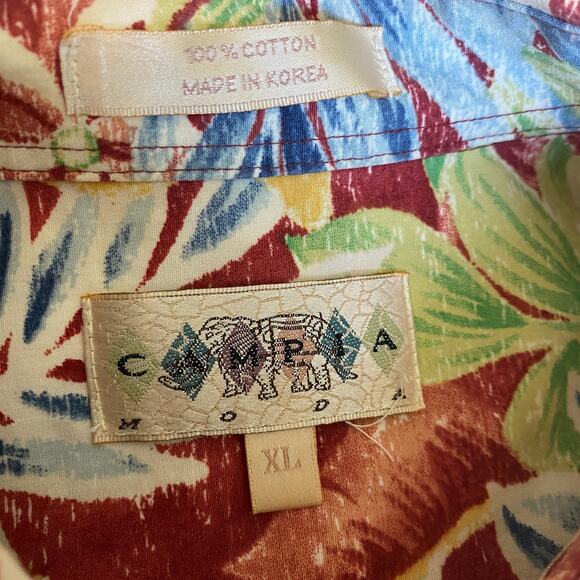 100% COTTON
MADE IN KOREA
CAMPIA
MODA
XL